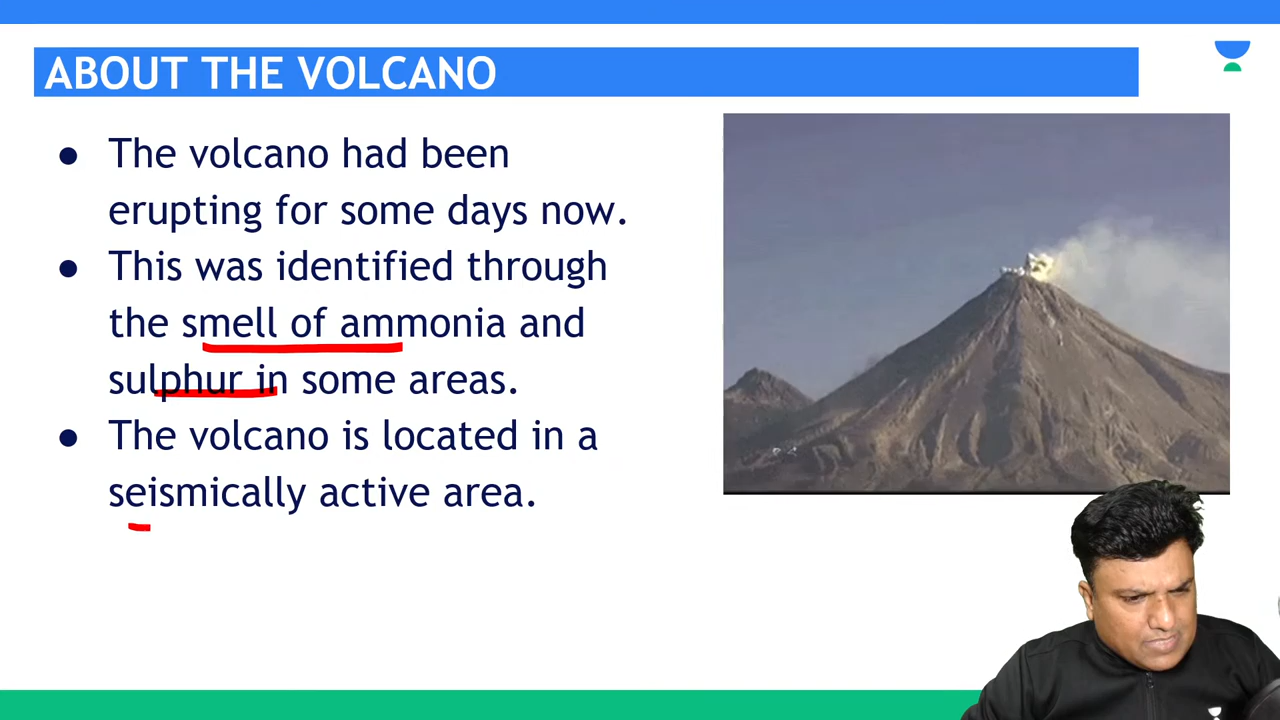 ABOUT THE VOLCANO
● The volcano had been
erupting for some days now.
● This was identified through
the smell of ammonia and
sulphur in some areas.
● The volcano is located in a
seismically active area.